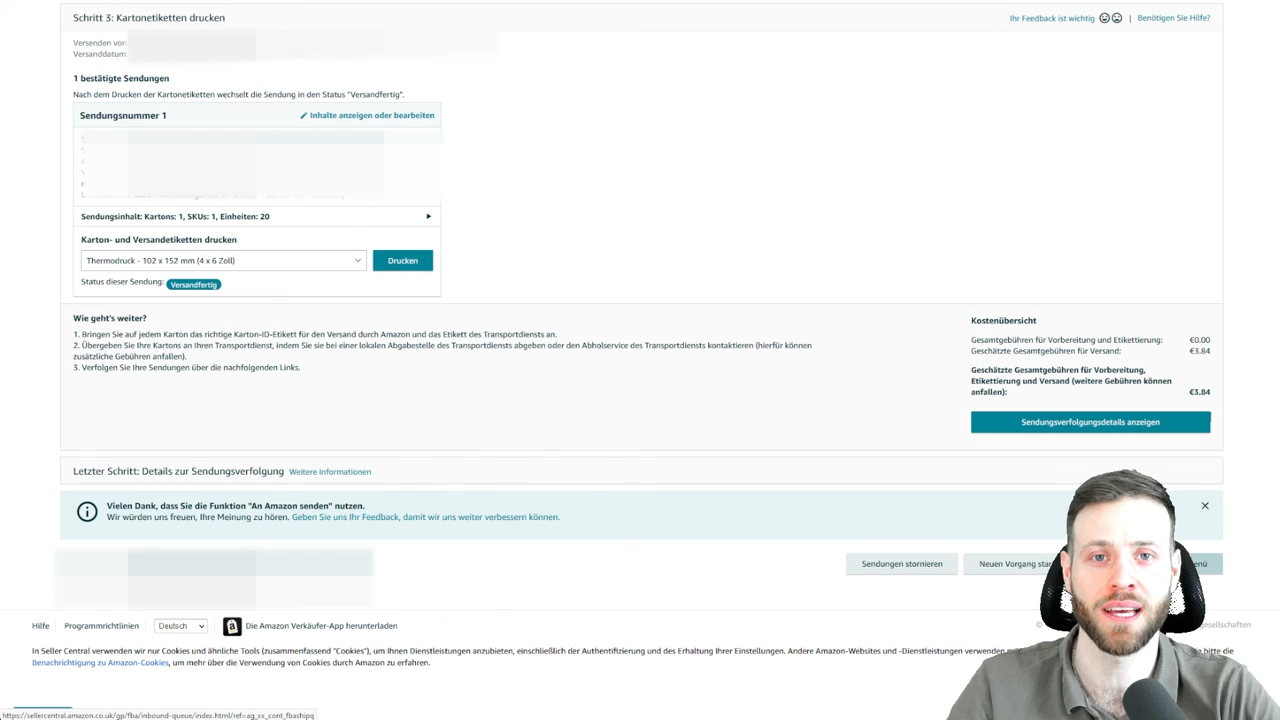 Schritt 3: Kartonetiketten drucken
Ihr Feedback ist wichtig | Benötigen Sie Hilfe?
Versenden von:
Versanddatum:
1 bestätigte Sendungen
Nach dem Drucken der Kartonetiketten wechselt die Sendung in den Status "Versandfertig".
Sendungsnummer 1
Inhalte anzeigen oder bearbeiten
Sendungsinhalt: Kartons: 1, SKUs: 1, Einheiten: 20
Karton- und Versandetiketten drucken
Thermodruck - 102 x 152 mm (4 x 6 Zoll)
Drucken
Status dieser Sendung: Versandfertig
Wie geht's weiter?
1. Bringen Sie auf jedem Karton das richtige Karton-ID-Etikett für den Versand durch Amazon und das Etikett des Transportdiensts an.
2. Übergeben Sie Ihre Kartons an Ihren Transportdienst, indem Sie sie bei einer lokalen Abgabestelle des Transportdiensts abgeben oder den Abholservice des Transportdiensts kontaktieren (hierfür können
zusätzliche Gebühren anfallen).
3. Verfolgen Sie Ihre Sendungen über die nachfolgenden Links.
Kostenübersicht
Gesamtgebühren für Vorbereitung und Etikettierung: €0.00
Geschätzte Gesamtgebühren für Versand: €3.84
Geschätzte Gesamtgebühren für Vorbereitung,
Etikettierung und Versand (weitere Gebühren können
anfallen): €3.84
Sendungsverfolgungsdetails anzeigen
Letzter Schritt: Details zur Sendungsverfolgung Weitere Informationen
Vielen Dank, dass Sie die Funktion "An Amazon senden" nutzen.
Wir würden uns freuen, Ihre Meinung zu hören. Geben Sie uns Ihr Feedback, damit wir uns weiter verbessern können.
Sendungen stornieren
Neuen Vorgang
Hilfe
Programmrichtlinien
Deutsch
Die Amazon Verkäufer-App herunterladen
In Seller Central verwenden wir nur Cookies und ähnliche Tools (zusammenfassend "Cookies"), um Ihnen Dienstleistungen anzubieten, einschließlich der Authentifizierung und des Erhaltung Ihrer Einstellungen. Andere Amazon-Websites und -Dienstleistungen verwenden bitte die
Benachrichtigung zu Amazon-Cookies, um mehr über die Verwendung von Cookies durch Amazon zu erfahren.
https://sellercentral.amazon.co.uk/gp/fba/inbound-queue/index.html/ref=ag_xx_cont_fbashipq